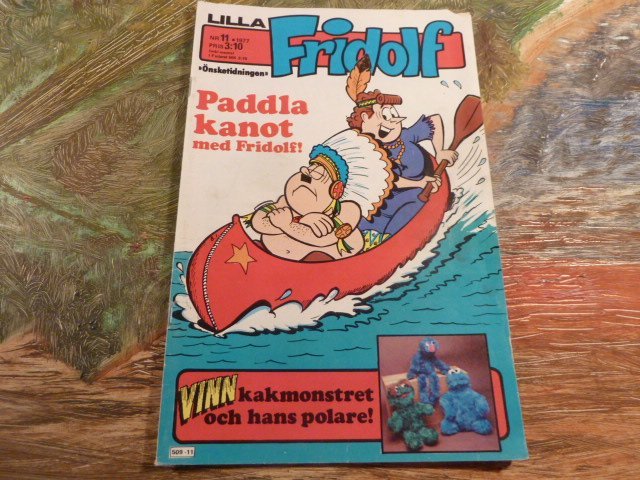 LILLA
Fridolf
NR 11 • 1977
PRIS 3:10
»Önsketidningen»
Paddla
kanot
med Fridolf!
VINN kakmonstret
och hans polare!
509-11